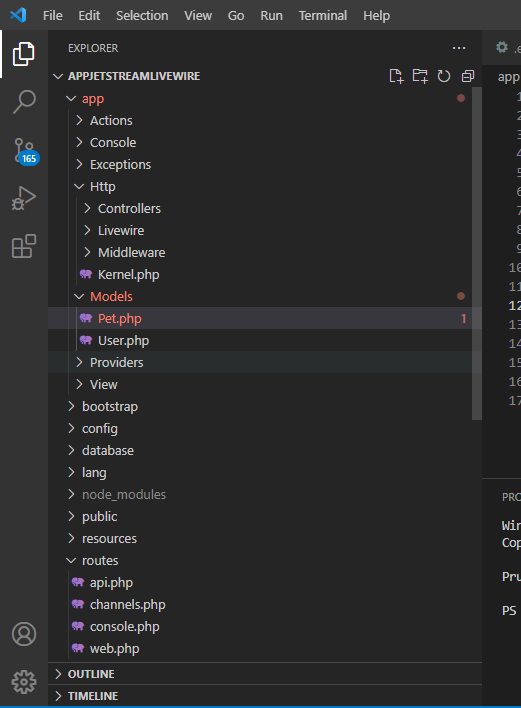 File Edit Selection View Go Run Terminal Help
EXPLORER
APPJETSTREAMLIVEWIRE
app
app
Actions
Console
165
Exceptions
Http
Controllers
Livewire
Middleware
Kernel.php
Models
Pet.php 1
User.php
Providers
View
bootstrap
config
database
lang
node_modules
public
resources
routes
api.php
channels.php
console.php
web.php
OUTLINE
TIMELINE
.e
1
2
3
4
5
6
7
8
9
10
11
12
13
14
15
16
17
PRO
Win
Cop
Pru
PS